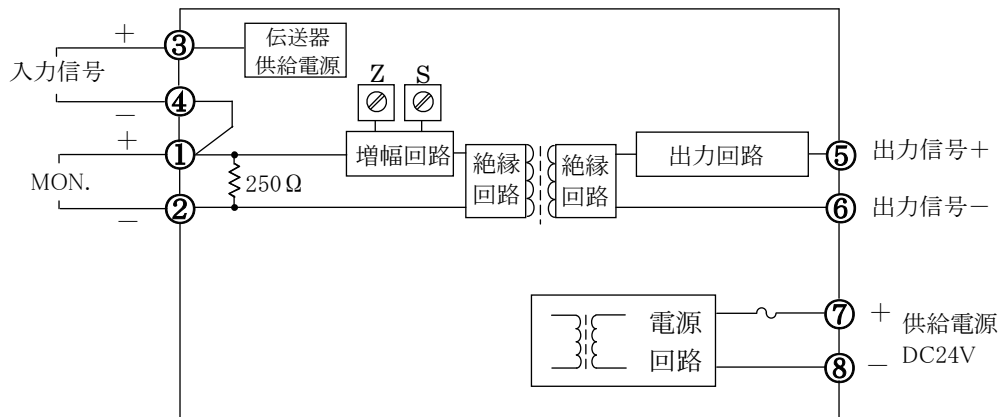 +
③
伝送器
供給電源
入力信号
④
−
Z
S
+
①
増幅回路
絶縁
回路
絶縁
回路
出力回路
⑤
出力信号+
MON.
250Ω
②
−
⑥
出力信号−
電源
回路
⑦
+
供給電源
DC24V
⑧
−